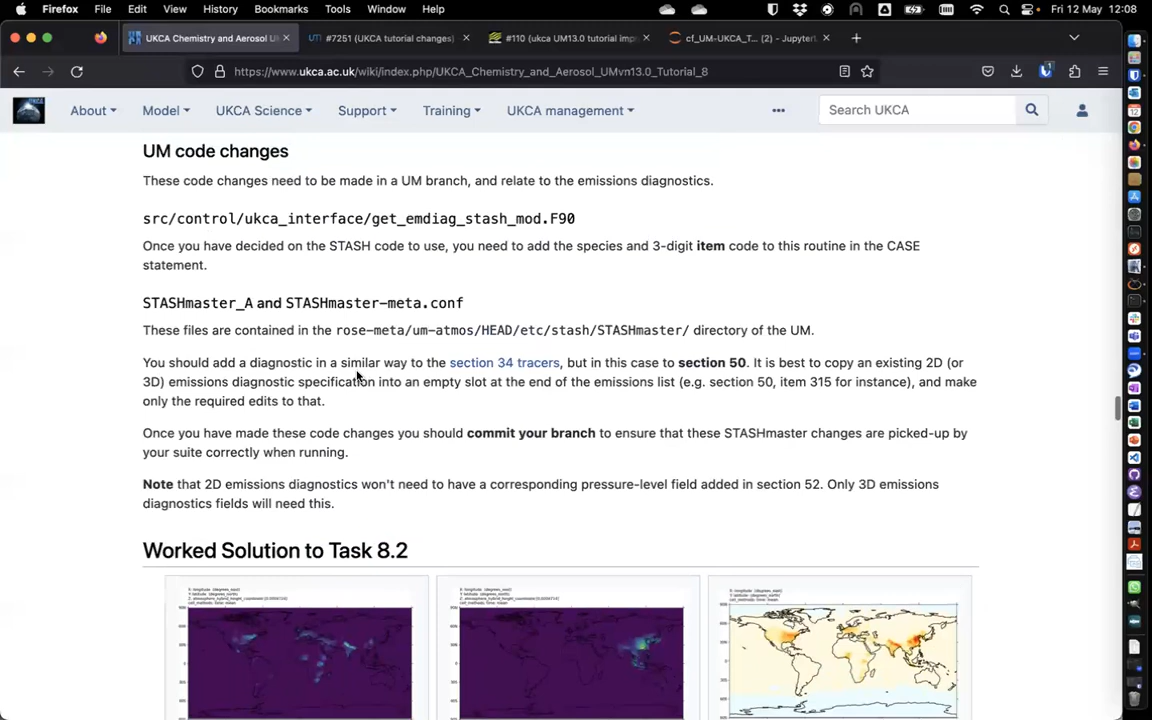 Firefox File Edit View History Bookmarks Tools Window Help Fri 12 May 12:08
UKCA Chemistry and Aerosol U #7251 (UKCA tutorial changes) #110 (ukca UM13.0 tutorial imp cf_UM-UKCA_T... (2) - Jupyter
https://www.ukca.ac.uk/wiki/index.php/UKCA_Chemistry_and_Aerosol_UMvn13.0_Tutorial_8
About Model UKCA Science Support Training UKCA management Search UKCA
UM code changes
These code changes need to be made in a UM branch, and relate to the emissions diagnostics.
src/control/ukca_interface/get_emdiag_stash_mod.F90
Once you have decided on the STASH code to use, you need to add the species and 3-digit item code to this routine in the CASE
statement.
STASHmaster_A and STASHmaster-meta.conf
These files are contained in the rose-meta/um-atmos/HEAD/etc/stash/STASHmaster/ directory of the UM.
You should add a diagnostic in a similar way to the section 34 tracers, but in this case to section 50. It is best to copy an existing 2D (or
3D) emissions diagnostic specification into an empty slot at the end of the emissions list (e.g. section 50, item 315 for instance), and make
only the required edits to that.
Once you have made these code changes you should commit your branch to ensure that these STASHmaster changes are picked-up by
your suite correctly when running.
Note that 2D emissions diagnostics won't need to have a corresponding pressure-level field added in section 52. Only 3D emissions
diagnostics fields will need this.
Worked Solution to Task 8.2